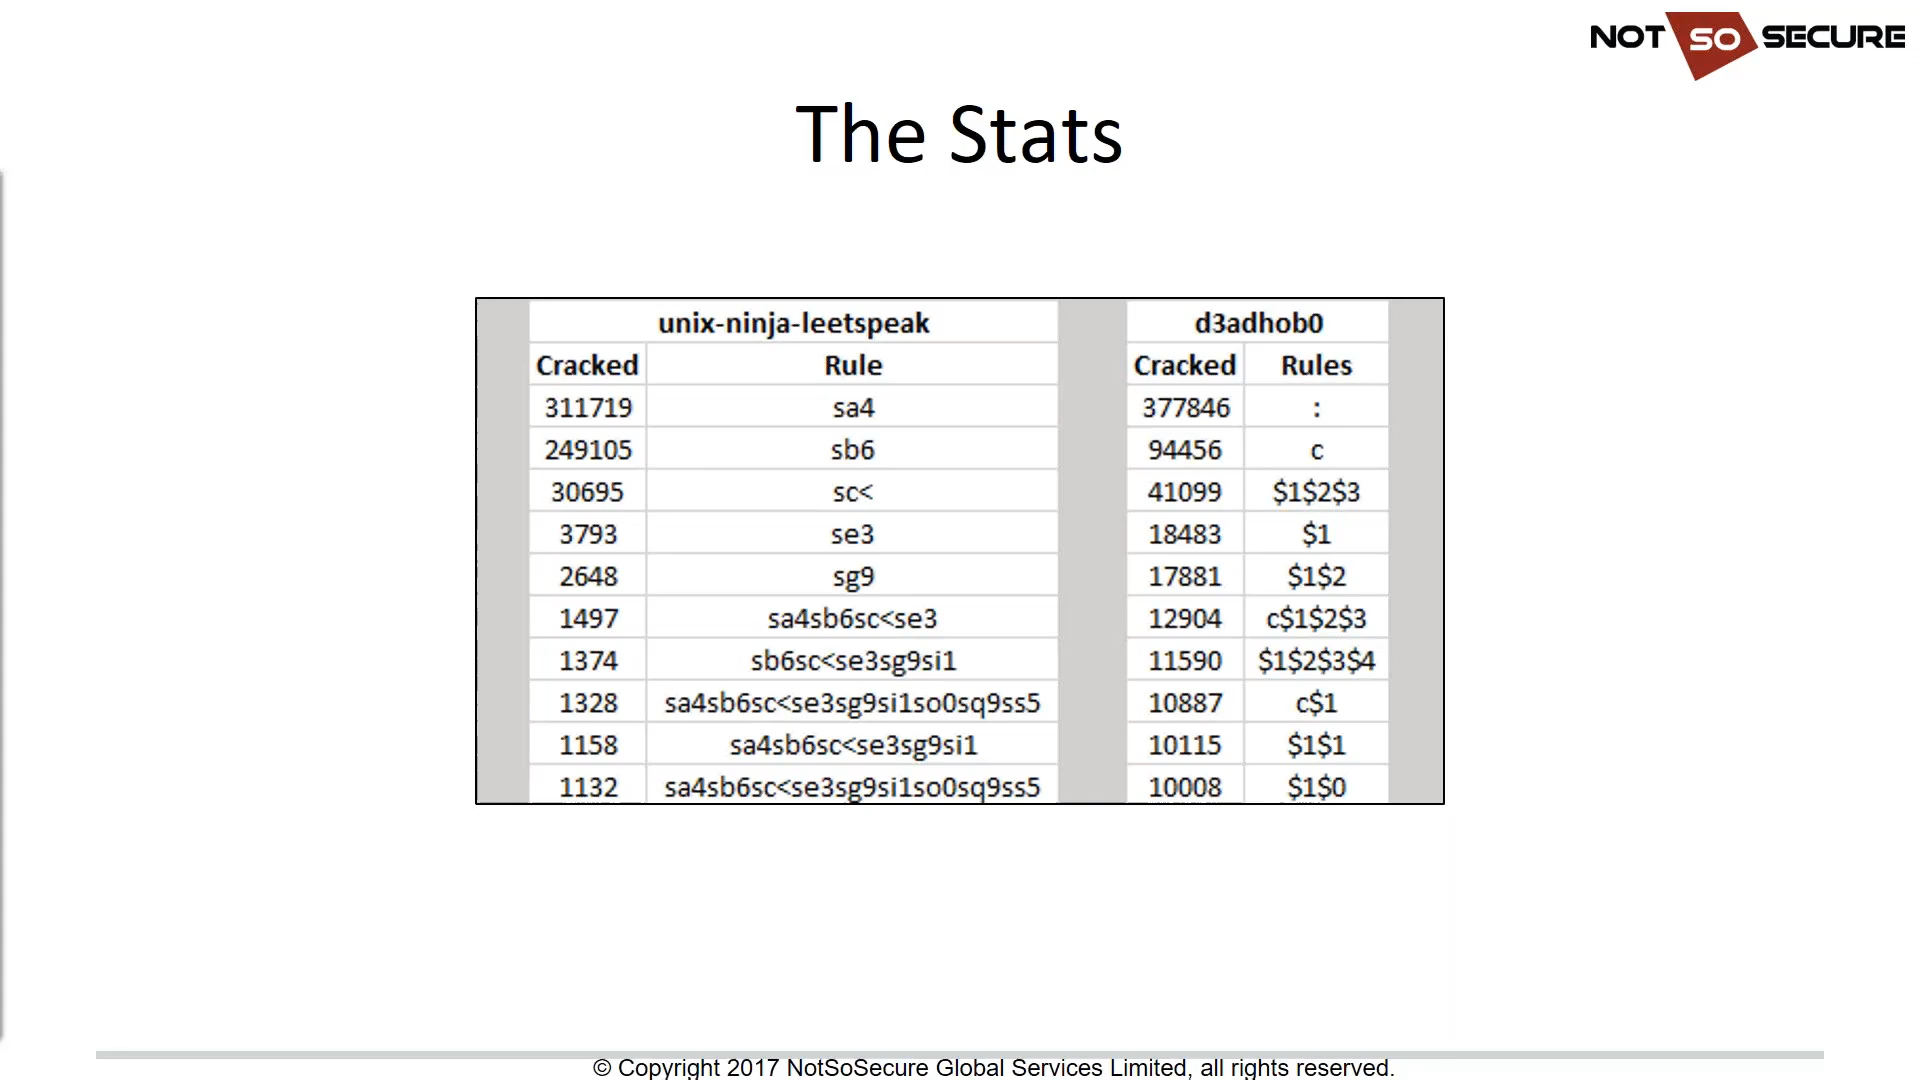 NOT SO SECURE
The Stats
unix-ninja-leetspeak d3adhob0
Cracked Rule Cracked Rules
311719 sa4 377846 :
249105 sb6 94456 c
30695 sc< 41099 $1$2$3
3793 se3 18483 $1
2648 sg9 17881 $1$2
1497 sa4sb6sc<se3 12904 c$1$2$3
1374 sb6sc<se3sg9si1 11590 $1$2$3$4
1328 sa4sb6sc<se3sg9si1so0sq9ss5 10887 c$1
1158 sa4sb6sc<se3sg9si1 10115 $1$1
1132 sa4sb6sc<se3sg9si1so0sq9ss5 10008 $1$0
© Copyright 2017 NotSoSecure Global Services Limited, all rights reserved.